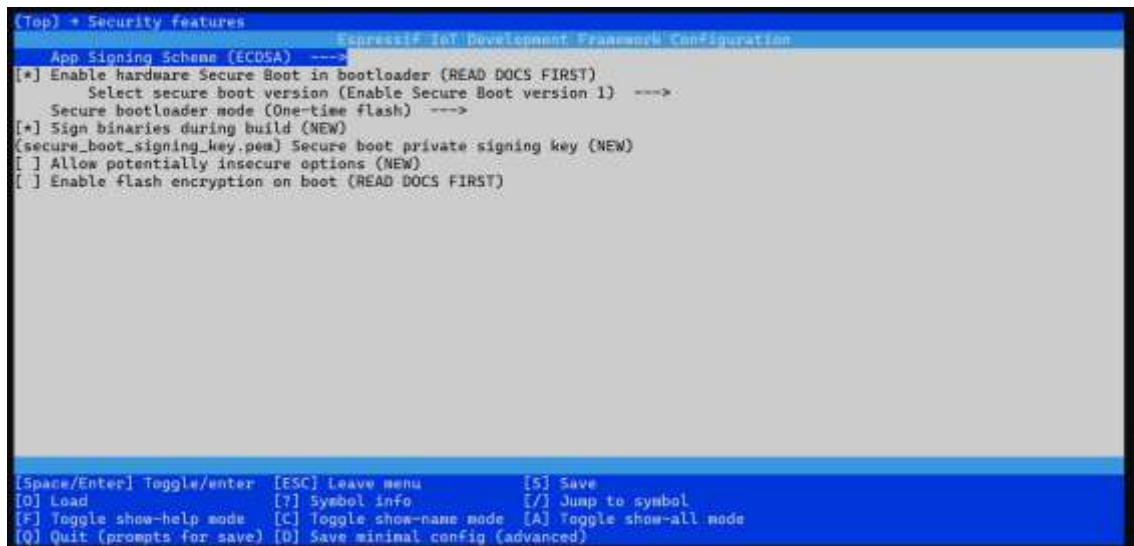 (Top) → Security features
Espressif IoT Development Framework Configuration
App Signing Scheme (ECDSA) --->
[*] Enable hardware Secure Boot in bootloader (READ DOCS FIRST)
Select secure boot version (Enable Secure Boot version 1) --->
Secure bootloader mode (One-time flash) --->
[*] Sign binaries during build (NEW)
(secure_boot_signing_key.pem) Secure boot private signing key (NEW)
[ ] Allow potentially insecure options (NEW)
[ ] Enable flash encryption on boot (READ DOCS FIRST)
[Space/Enter] Toggle/enter [ESC] Leave menu [S] Save
[O] Load [?] Symbol info [/] Jump to symbol
[F] Toggle show-help mode [C] Toggle show-name mode [A] Toggle show-all mode
[Q] Quit (prompts for save) [D] Save minimal config (advanced)